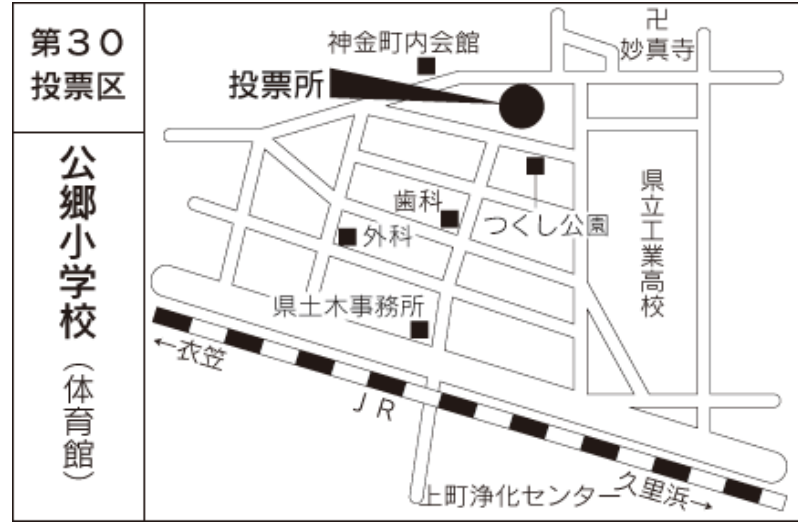 第３０
投票区
公郷小学校
（体育館）
卍
妙真寺
神金町内会館
投票所
歯科
つくし公園
外科
県立工業高校
県土木事務所
←衣笠
ＪＲ
久里浜→
上町浄化センター